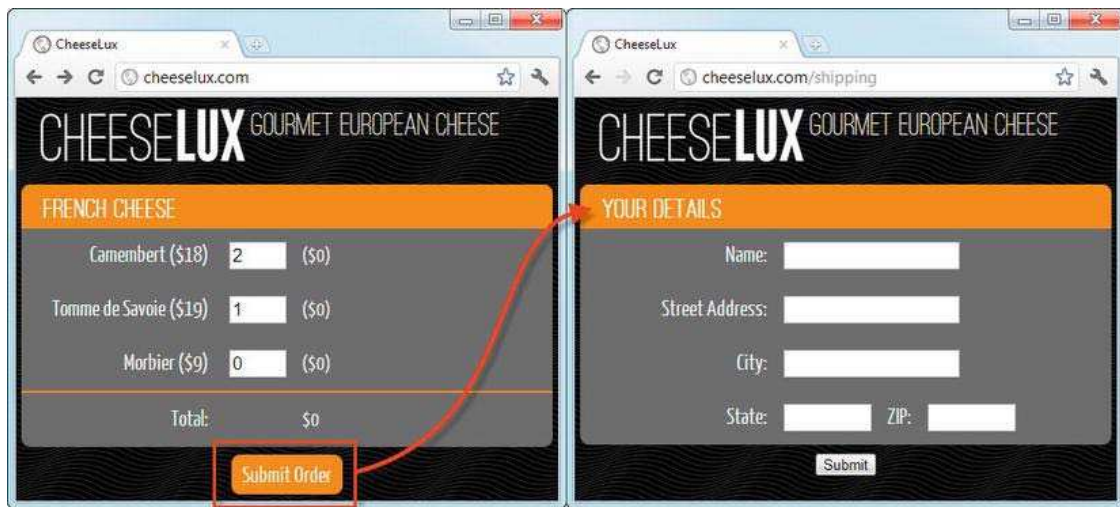 CheeseLux
cheeselux.com
CHEESELUX GOURMET EUROPEAN CHEESE
FRENCH CHEESE
Camembert ($18) 2 ($0)
Tomme de Savoie ($19) 1 ($0)
Morbier ($9) 0 ($0)
Total: $0
Submit Order
CheeseLux
cheeselux.com/shipping
CHEESELUX GOURMET EUROPEAN CHEESE
YOUR DETAILS
Name:
Street Address:
City:
State: ZIP:
Submit